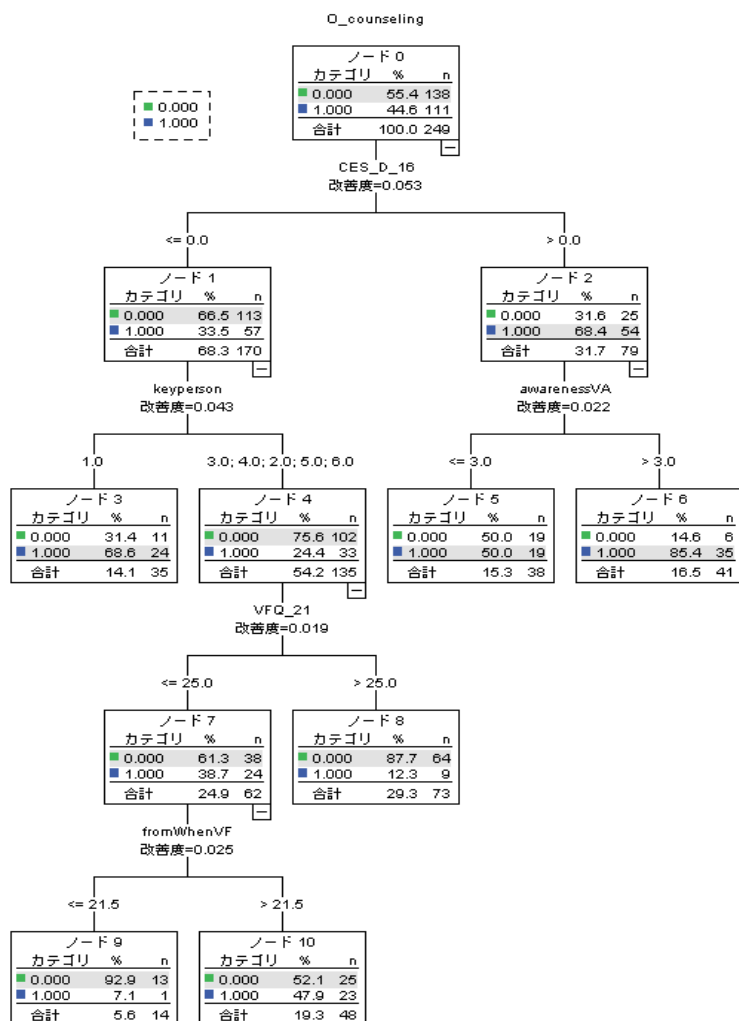 O_counseling
ノード 0
カテゴリ % n
0.000 55.4 138
1.000 44.6 111
合計 100.0 249
0.000
1.000
CES_D_16
改善度=0.053
<= 0.0
> 0.0
ノード 1
カテゴリ % n
0.000 66.5 113
1.000 33.5 57
合計 68.3 170
ノード 2
カテゴリ % n
0.000 31.6 25
1.000 68.4 54
合計 31.7 79
keyperson
改善度=0.043
awarenessVA
改善度=0.022
1.0
3.0; 4.0; 2.0; 5.0; 6.0
<= 3.0
> 3.0
ノード 3
カテゴリ % n
0.000 31.4 11
1.000 68.6 24
合計 14.1 35
ノード 4
カテゴリ % n
0.000 75.6 102
1.000 24.4 33
合計 54.2 135
ノード 5
カテゴリ % n
0.000 50.0 19
1.000 50.0 19
合計 15.3 38
ノード 6
カテゴリ % n
0.000 14.6 6
1.000 85.4 35
合計 16.5 41
VFQ_21
改善度=0.019
<= 25.0
> 25.0
ノード 7
カテゴリ % n
0.000 61.3 38
1.000 38.7 24
合計 24.9 62
ノード 8
カテゴリ % n
0.000 87.7 64
1.000 12.3 9
合計 29.3 73
fromWhenVF
改善度=0.025
<= 21.5
> 21.5
ノード 9
カテゴリ % n
0.000 92.9 13
1.000 7.1 1
合計 5.6 14
ノード 10
カテゴリ % n
0.000 52.1 25
1.000 47.9 23
合計 19.3 48